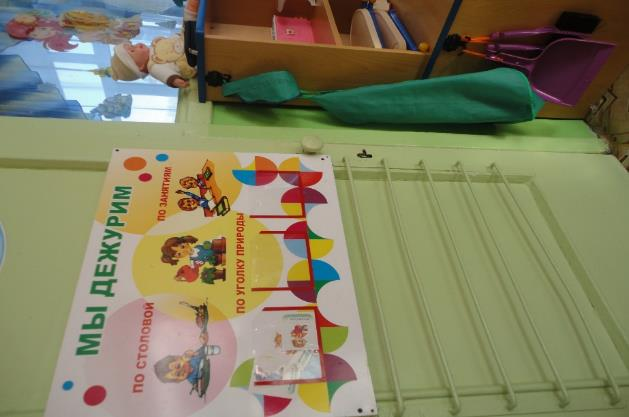 МЫ ДЕЖУРИМ
ПО СТОЛОВОЙ
ПО УГОЛКУ ПРИРОДЫ
ПО ЗАНЯТИЯМ